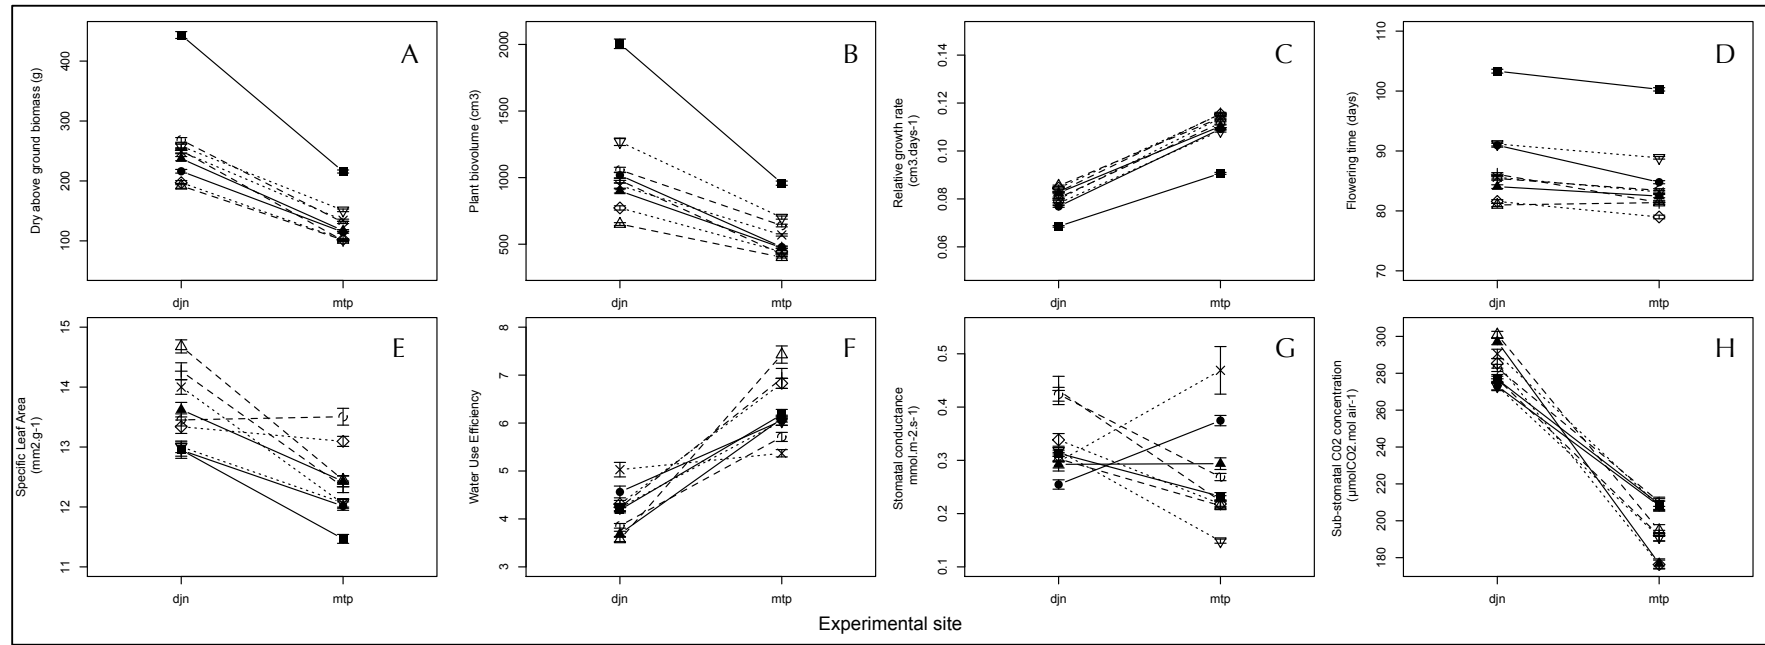 A
Dry above ground biomass (g)
400
300
200
100
djn
mtp
B
Plant biovolume (cm3)
2000
1500
1000
500
djn
mtp
C
Relative growth rate
(cm3.days-1)
0.14
0.12
0.10
0.08
0.06
djn
mtp
D
Flowering time (days)
110
100
90
80
70
djn
mtp
E
Specific Leaf Area
(mm2.g-1)
15
14
13
12
11
djn
mtp
F
Water Use Efficiency
8
7
6
5
4
3
djn
mtp
G
Stomatal conductance
mmol.m-2.s-1)
0.5
0.4
0.3
0.2
0.1
djn
mtp
H
Sub-stomatal C02 concentration
(µmolCO2.mol air-1)
300
280
260
240
220
200
180
djn
mtp
Experimental site